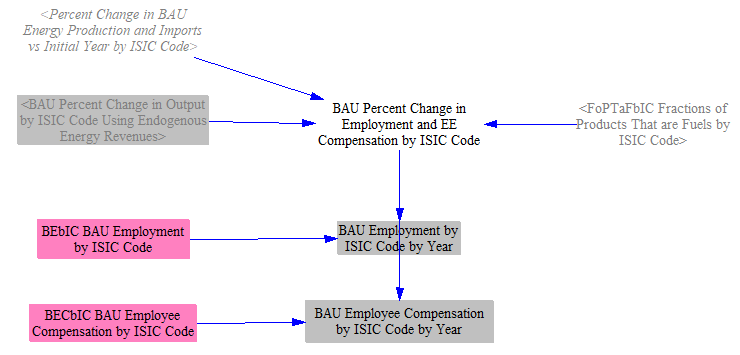 <Percent Change in BAU
Energy Production and Imports
vs Initial Year by ISIC Code>
<BAU Percent Change in Output
by ISIC Code Using Endogenous
Energy Revenues>
BAU Percent Change in
Employment and EE
Compensation by ISIC Code
<FoPTaFbIC Fractions of
Products That are Fuels by
ISIC Code>
BEbIC BAU Employment
by ISIC Code
BAU Employment by
ISIC Code by Year
BECbIC BAU Employee
Compensation by ISIC Code
BAU Employee Compensation
by ISIC Code by Year